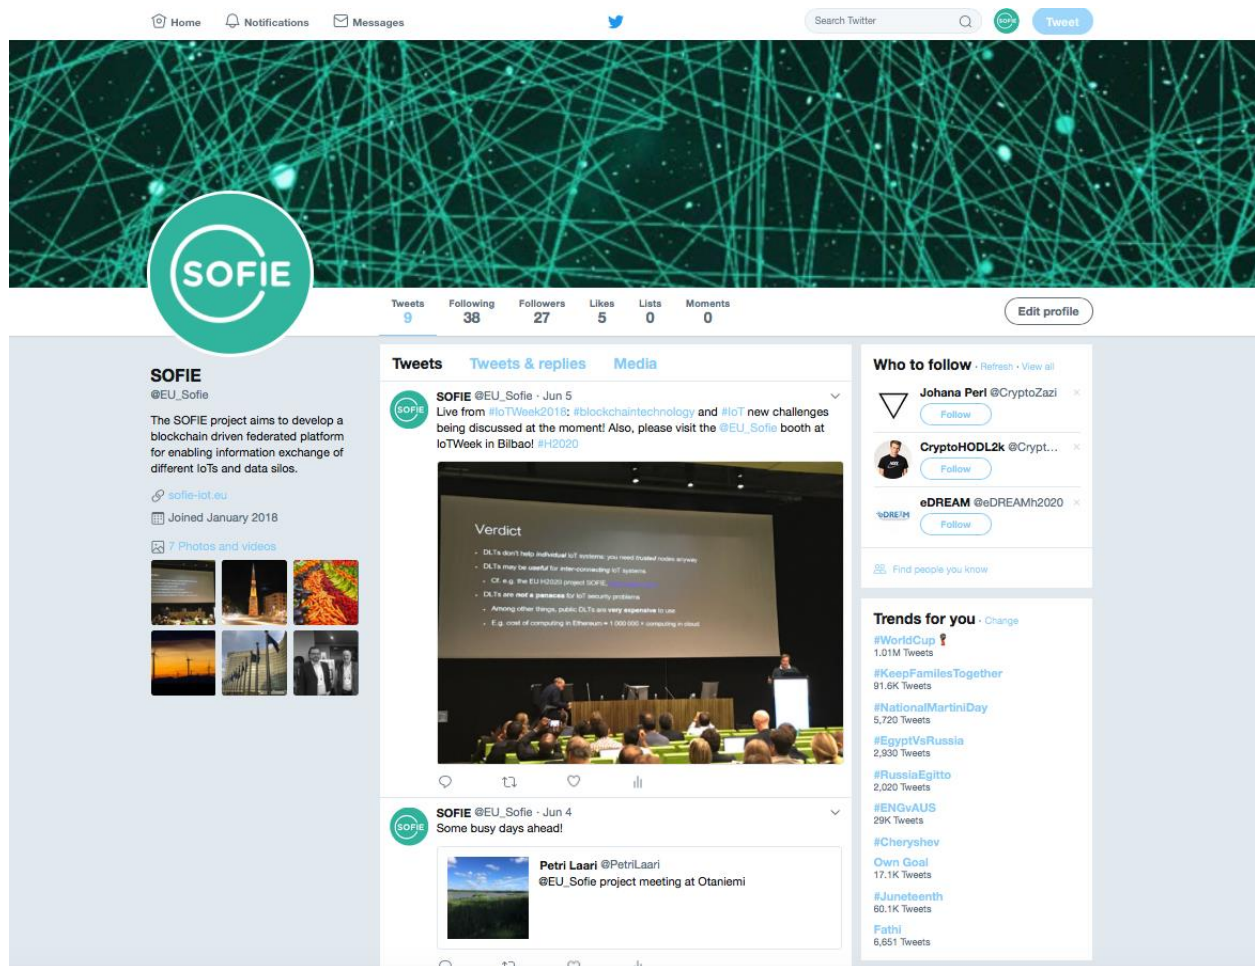 Home Notifications Messages
Search Twitter
SOFIE
Tweet
SOFIE
Tweets Following Followers Likes Lists Moments
9 38 27 5 0 0
Edit profile
SOFIE
@EU_Sofie
The SOFIE project aims to develop a
blockchain driven federated platform
for enabling information exchange of
different IoTs and data silos.
sofie-iot.eu
Joined January 2018
7 Photos and videos
Tweets Tweets & replies Media
SOFIE
SOFIE @EU_Sofie · Jun 5
Live from #IoTWeek2018: #blockchaintechnology and #IoT new challenges
being discussed at the moment! Also, please visit the @EU_Sofie booth at
IoTWeek in Bilbao! #H2020
Verdict
• DLTs don't help individual IoT systems: you need trusted nodes anyway
• DLTs may be useful for inter-connecting IoT systems
• Cf. e.g. the EU H2020 project SOFIE,
• DLTs are not a panacea for IoT security problems
• Among other things, public DLTs are very expensive to use
• E.g. cost of computing in Ethereum = 1 000 000 × computing in cloud
SOFIE
SOFIE @EU_Sofie · Jun 4
Some busy days ahead!
Petri Laari @PetriLaari
@EU_Sofie project meeting at Otaniemi
Who to follow · Refresh · View all
Johana Perl @CryptoZazi
Follow
CryptoHODL2k @Crypt...
Follow
eDREAM
eDREAM @eDREAMh2020
Follow
Find people you know
Trends for you · Change
#WorldCup
1.01M Tweets
#KeepFamilesTogether
91.6K Tweets
#NationalMartiniDay
5,720 Tweets
#EgyptVsRussia
2,930 Tweets
#RussiaEgitto
2,020 Tweets
#ENGvAUS
29K Tweets
#Cheryshev
Own Goal
17.1K Tweets
#Juneteenth
60.1K Tweets
Fathi
6,651 Tweets